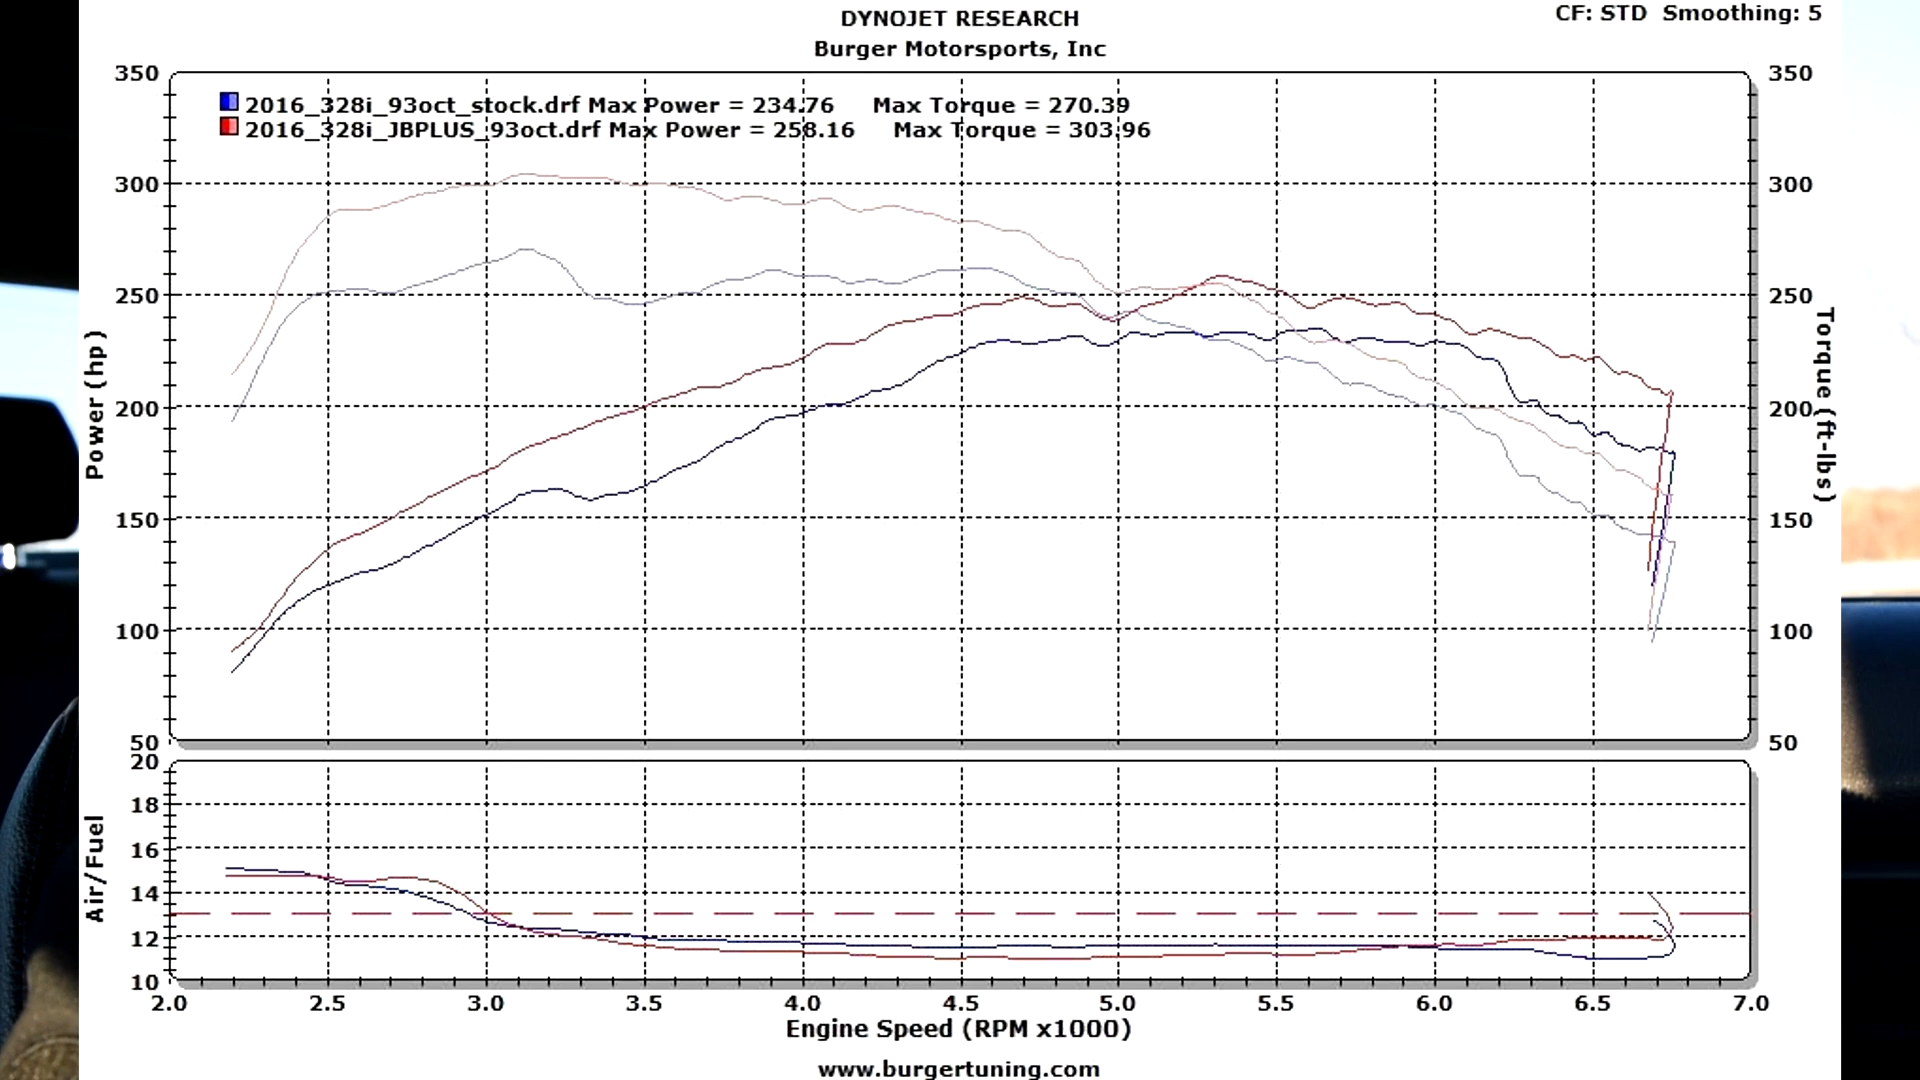 DYNOJET RESEARCH
CF: STD Smoothing: 5
Burger Motorsports, Inc
2016_328i_93oct_stock.drf Max Power = 234.76 Max Torque = 270.39
2016_328i_JBPLUS_93oct.drf Max Power = 258.16 Max Torque = 303.96
350
300
250
200
150
100
50
Power (hp)
350
300
250
200
150
100
50
Torque (ft-lbs)
20
18
16
14
12
10
Air/Fuel
2.0 2.5 3.0 3.5 4.0 4.5 5.0 5.5 6.0 6.5 7.0
Engine Speed (RPM x1000)
www.burgertuning.com